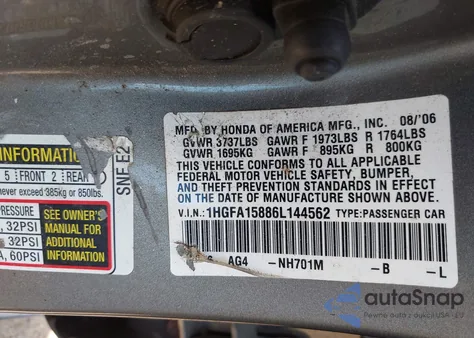 INFORMATION
5 FRONT 2 REAR
never exceed 385kg or 850lbs.
PRESSURE
SEE OWNER'S
MANUAL FOR
ADDITIONAL
INFORMATION
, 32PSI
, 32PSI
A, 60PSI
SNF E2
MFD BY HONDA OF AMERICA MFG., INC. 08/'06
GVWR 3737LBS GAWR F 1973LBS R 1764LBS
GVWR 1695KG GAWR F 895KG R 800KG
THIS VEHICLE CONFORMS TO ALL APPLICABLE
FEDERAL MOTOR VEHICLE SAFETY, BUMPER,
AND THEFT PREVENTION STANDARDS IN EFFECT
ON THE DATE OF MANUFACTURE SHOWN ABOVE.
V.I.N.: 1HGFA15886L144562 TYPE: PASSENGER CAR
AG4 -NH701M -B -L
autoSnap